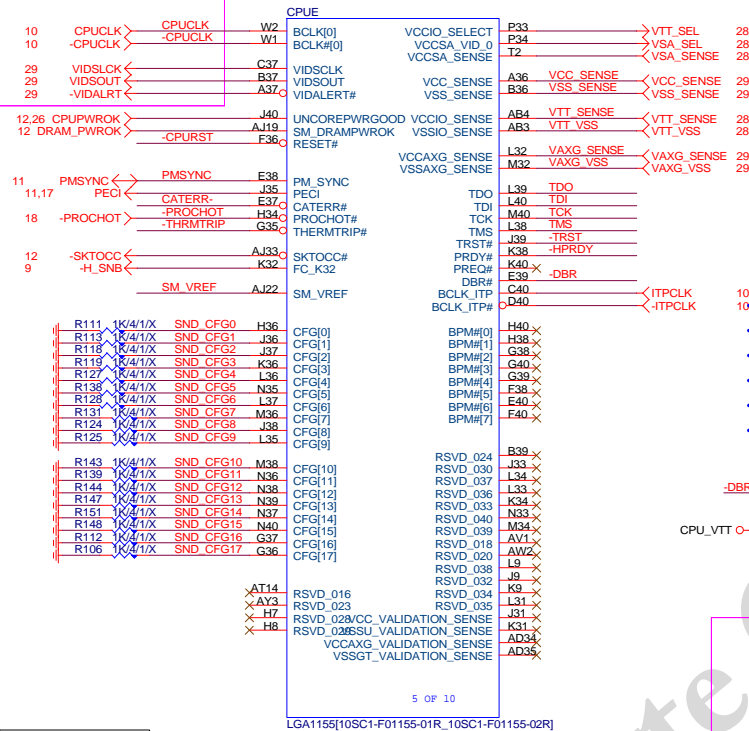 CPUE
10 CPUCLK CPUCLK W2 BCLK[0] VCCIO_SELECT P33 VTT_SEL 28
10 -CPUCLK -CPUCLK W1 BCLK#[0] VCCSA_VID_0 P34 VSA_SEL 28
VCCSA_SENSE T2 VSA_SENSE 28
29 VIDSLCK C37 VIDSCLK
29 VIDSOUT B37 VIDSOUT VCC_SENSE A36 VCC_SENSE VCC_SENSE 29
29 -VIDALRT A37 VIDALERT# VSS_SENSE B36 VSS_SENSE VSS_SENSE 29
12,26 CPUPWROK J40 UNCOREPWRGOOD VCCIO_SENSE AB4 VTT_SENSE VTT_SENSE 28
12 DRAM_PWROK AJ19 SM_DRAMPWROK VSSIO_SENSE AB3 VTT_VSS VTT_VSS 28
-CPURST F36 RESET#
VCCAXG_SENSE L32 VAXG_SENSE VAXG_SENSE 29
VSSAXG_SENSE M32 VAXG_VSS VAXG_VSS 29
11 PMSYNC PMSYNC E38 PM_SYNC
11,17 PECI J35 PECI TDO L39 TDO
CATERR- E37 CATERR# TDI L40 TDI
18 -PROCHOT -PROCHOT H34 PROCHOT# TCK M40 TCK
-THRMTRIP G35 THERMTRIP# TMS L38 TMS
TRST# J39 -TRST
12 -SKTOCC AJ33 SKTOCC# PRDY# K38 -HPRDY
9 -H_SNB K32 FC_K32 PREQ# K40
DBR# E39 -DBR
SM_VREF AJ22 SM_VREF BCLK_ITP C40 ITPCLK 10
BCLK_ITP# D40 -ITPCLK 10
R111 1K/4/1/X SND_CFG0 H36 CFG[0] BPM#[0] H40
R113 1K/4/1/X SND_CFG1 J36 CFG[1] BPM#[1] H38
R118 1K/4/1/X SND_CFG2 J37 CFG[2] BPM#[2] G38
R119 1K/4/1/X SND_CFG3 K36 CFG[3] BPM#[3] G40
R127 1K/4/1/X SND_CFG4 L36 CFG[4] BPM#[4] G39
R138 1K/4/1/X SND_CFG5 N35 CFG[5] BPM#[5] F38
R128 1K/4/1/X SND_CFG6 L37 CFG[6] BPM#[6] E40
R131 1K/4/1/X SND_CFG7 M36 CFG[7] BPM#[7] F40
R124 1K/4/1/X SND_CFG8 J38 CFG[8]
R125 1K/4/1/X SND_CFG9 L35 CFG[9]
RSVD_024 B39
R143 1K/4/1/X SND_CFG10 M38 CFG[10] RSVD_030 J33
R139 1K/4/1/X SND_CFG11 N36 CFG[11] RSVD_037 L34
R144 1K/4/1/X SND_CFG12 N38 CFG[12] RSVD_036 L33
-DBR
R147 1K/4/1/X SND_CFG13 N39 CFG[13] RSVD_033 K34
R151 1K/4/1/X SND_CFG14 N37 CFG[14] RSVD_040 N33
R148 1K/4/1/X SND_CFG15 N40 CFG[15] RSVD_039 M34
CPU_VTT
R112 1K/4/1/X SND_CFG16 G37 CFG[16] RSVD_018 AV1
R106 1K/4/1/X SND_CFG17 G36 CFG[17] RSVD_020 AW2
RSVD_038 L9
RSVD_032 J9
AT14 RSVD_016 RSVD_034 K9
AY3 RSVD_023 RSVD_035 L31
H7 RSVD_028 VCC_VALIDATION_SENSE J31
H8 RSVD_029 VSSU_VALIDATION_SENSE K31
VCCAXG_VALIDATION_SENSE AD34
VSSGT_VALIDATION_SENSE AD35
5 OF 10
LGA1155[10SC1-F01155-01R_10SC1-F01155-02R]